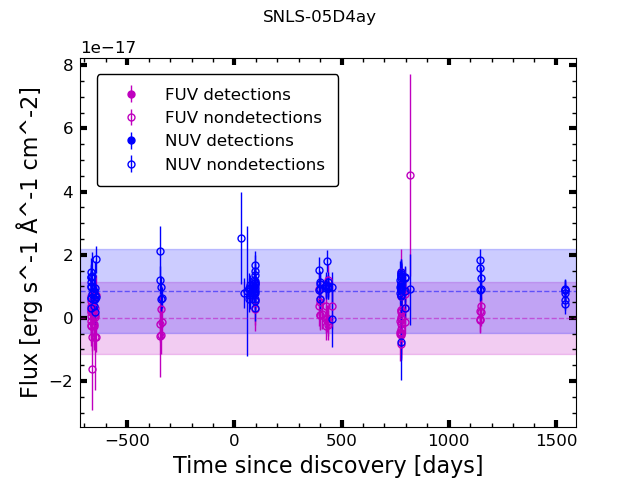 SNLS-05D4ay
1e−17
FUV detections
FUV nondetections
NUV detections
NUV nondetections
8
6
4
2
0
−2
Flux [erg s^-1 Å^-1 cm^-2]
−500
0
500
1000
1500
Time since discovery [days]